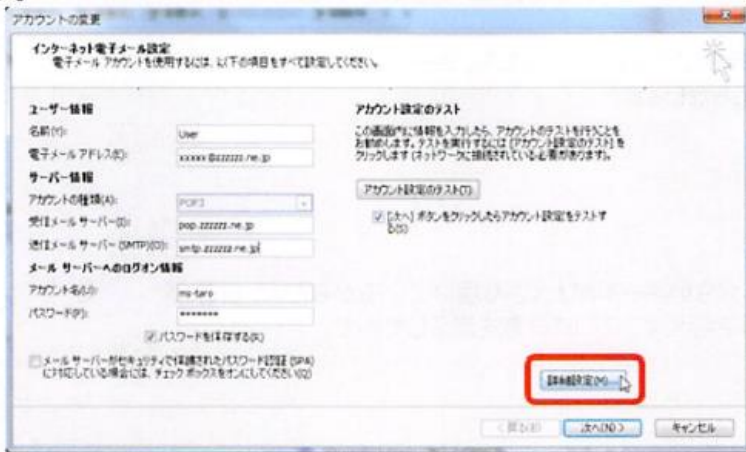 アカウントの変更
インターネット電子メール設定
電子メール アカウントを使用するには、以下の項目をすべて設定してください。
ユーザー情報
名前(Y):
User
電子メール アドレス(E):
xxxxx@zzzzzz.ne.jp
サーバー情報
アカウントの種類(A):
POP3
受信メール サーバー(I):
pop.zzzzzz.ne.jp
送信メール サーバー (SMTP)(O):
smtp.zzzzzz.ne.jp
メール サーバーへのログオン情報
アカウント名(U):
ms-taro
パスワード(P):
*******
パスワードを保存する(R)
メール サーバーがセキュリティで保護されたパスワード認証 (SPA)
に対応している場合には、チェック ボックスをオンにしてください(Q)
アカウント設定のテスト
この画面内に情報を入力したら、アカウントのテストを行うことを
お勧めします。テストを実行するには [アカウント設定のテスト] を
クリックします (ネットワークに接続されている必要があります)。
アカウント設定のテスト(T)
[次へ] ボタンをクリックしたらアカウント設定をテストす
る(S)
詳細設定(M)
< 戻る(B)
次へ(N) >
キャンセル